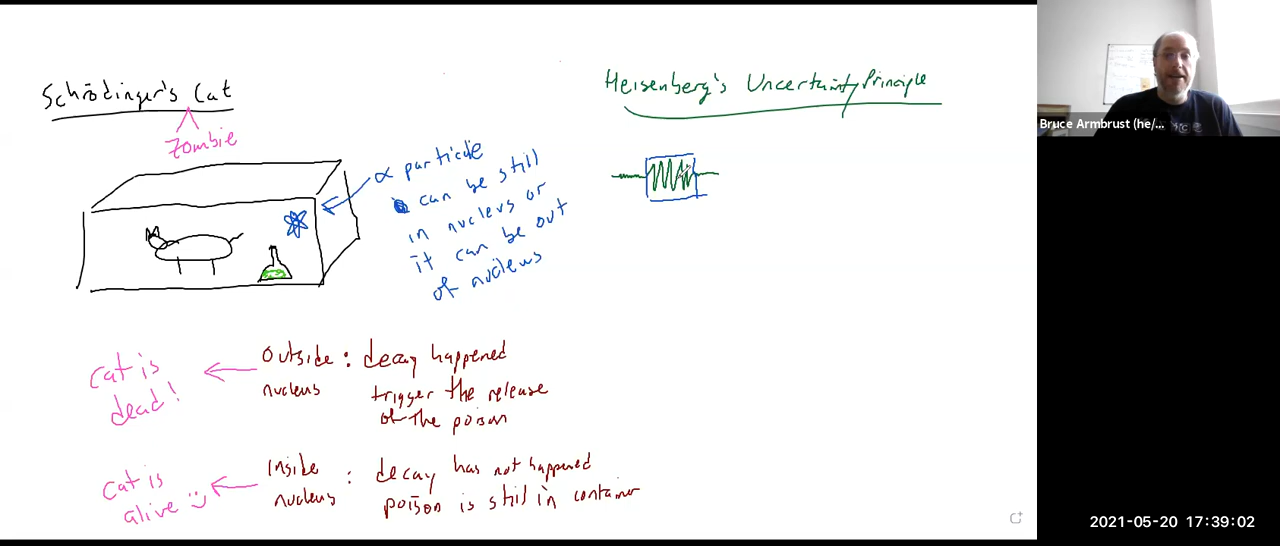 Schrödinger's Cat
Zombie
α particle
can be still
in nucleus or
it can be out
of nucleus
Outside : decay happened
nucleus trigger the release
of the poison
cat is
dead!
Inside : decay has not happened
nucleus poison is still in container
cat is
alive
Heisenberg's Uncertainty Principle
Bruce Armbrust (he/...
2021-05-20 17:39:02